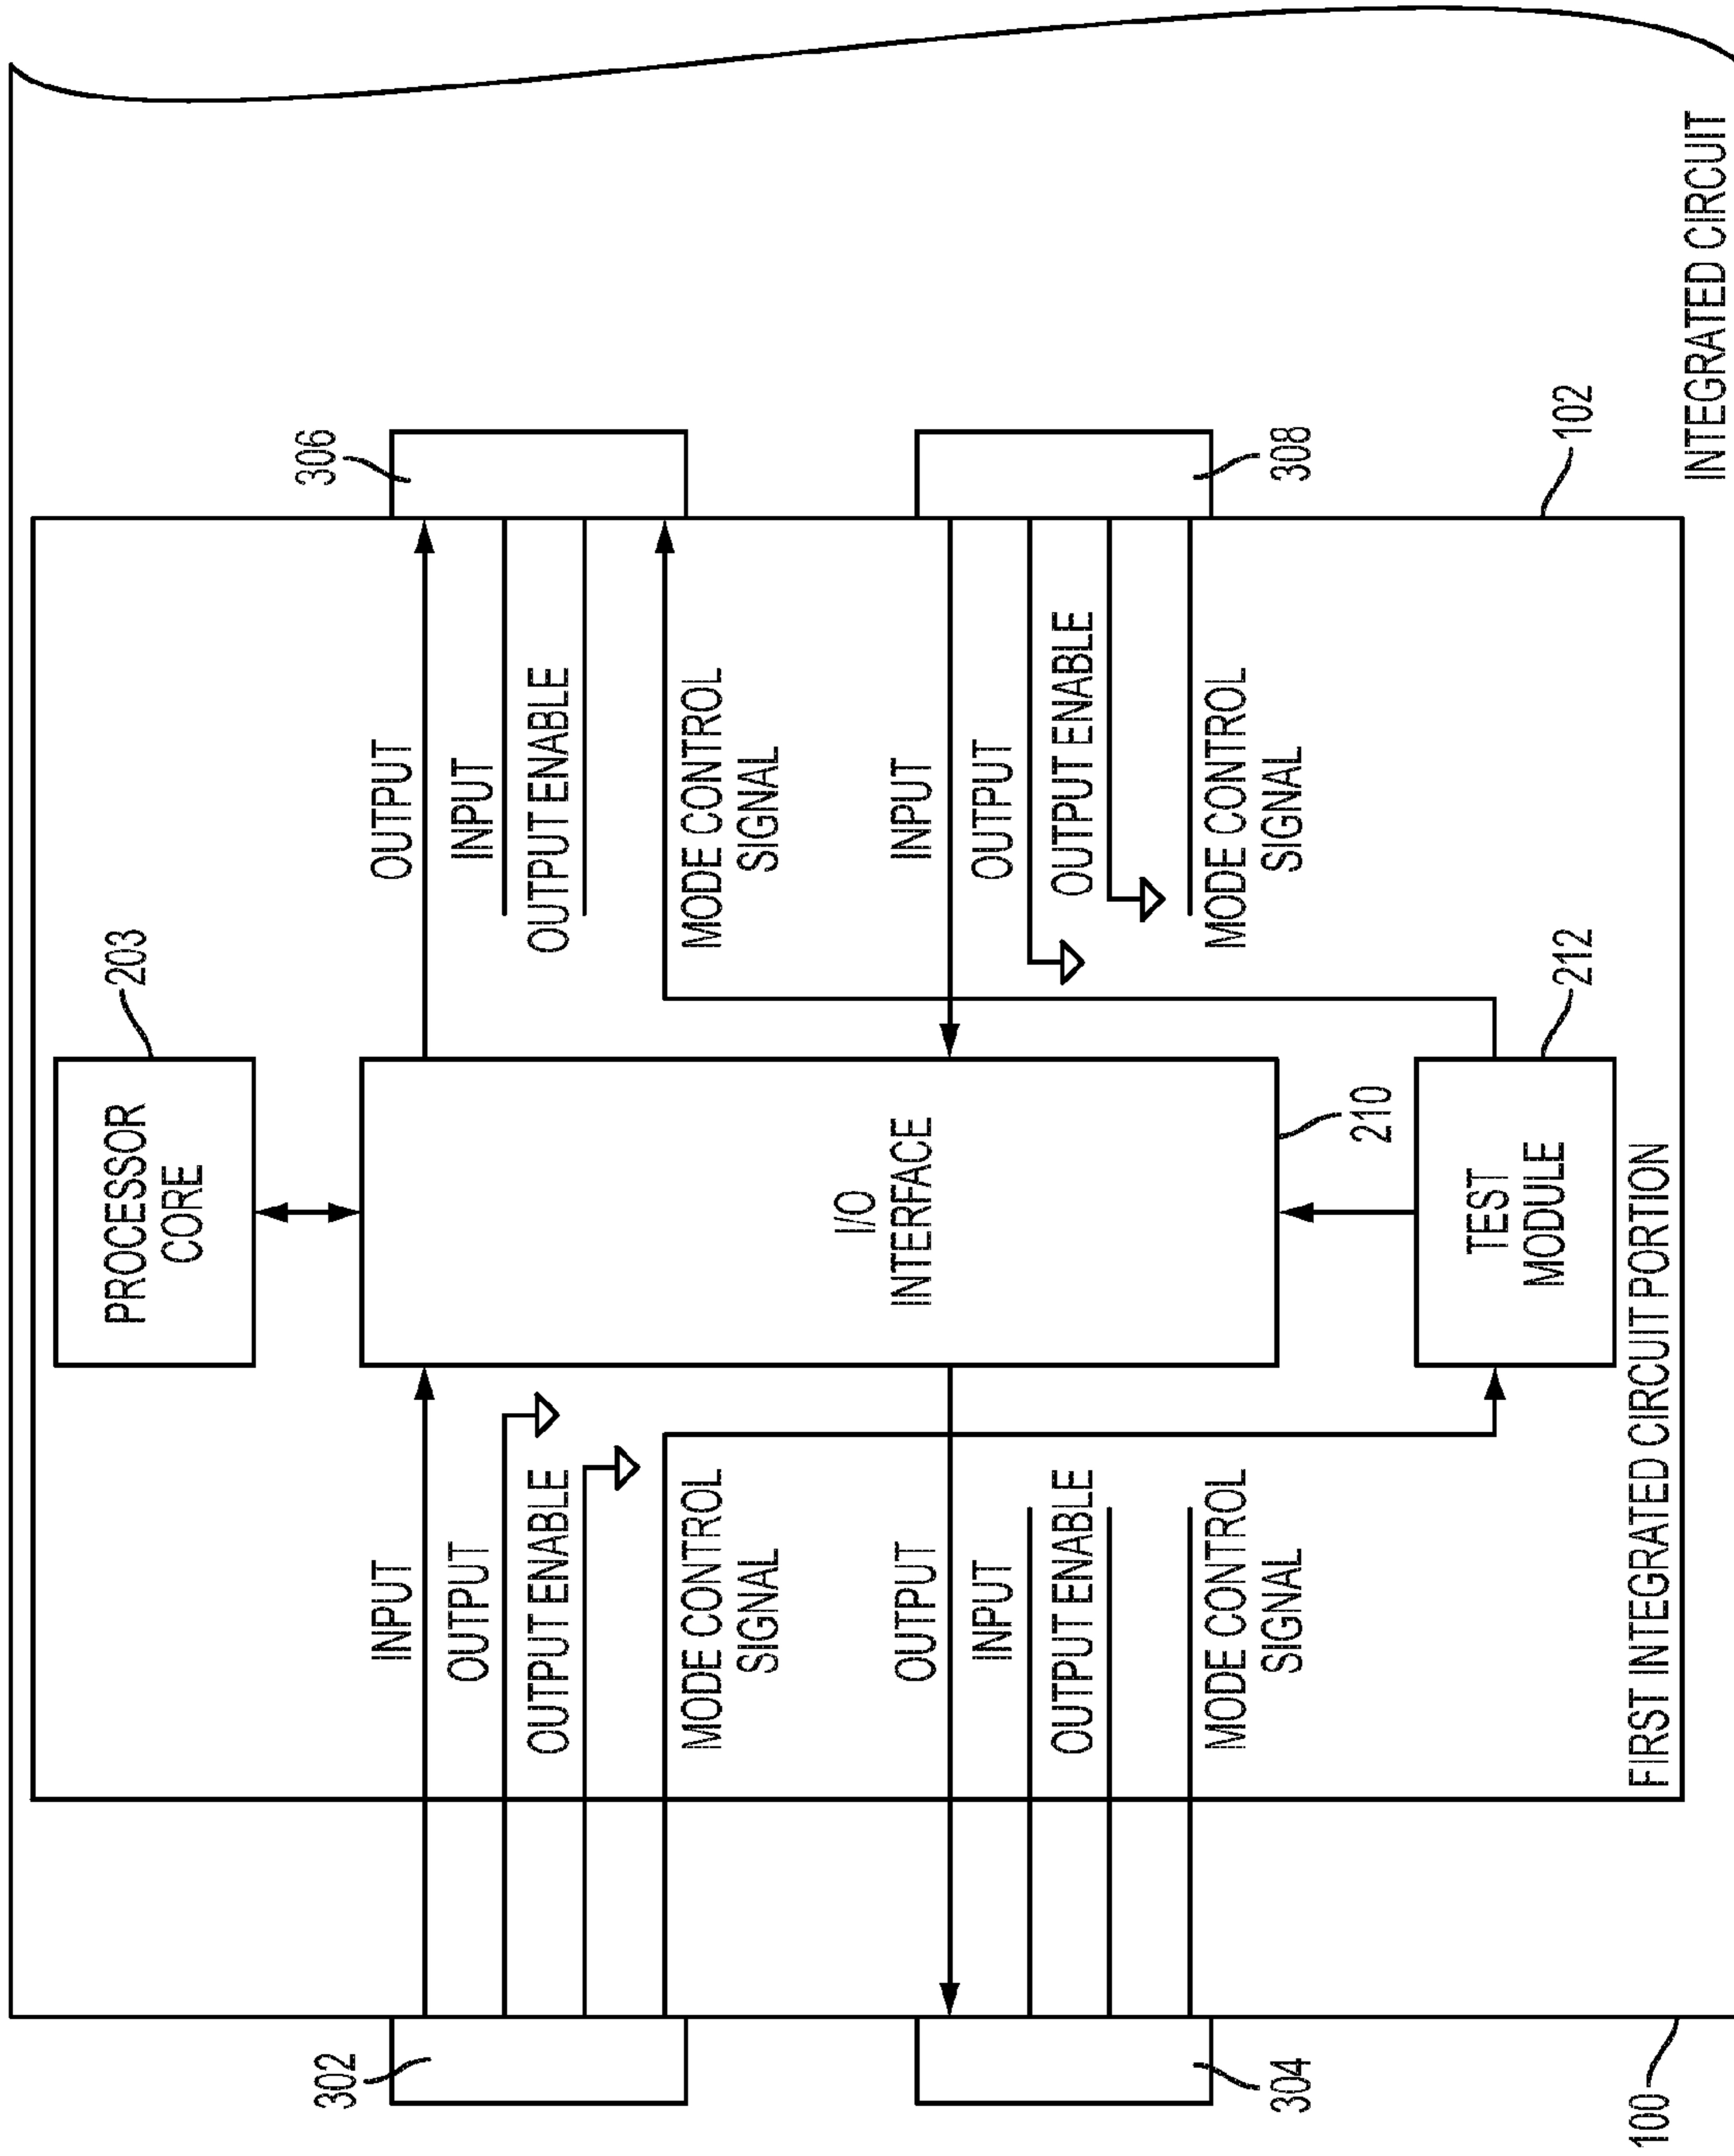 203
PROCESSOR
CORE
306
INPUT
OUTPUT
OUTPUT
INPUT
OUTPUT ENABLE
OUTPUT ENABLE
302
MODE CONTROL
SIGNAL
MODE CONTROL
SIGNAL
I/O
INTERFACE
OUTPUT
INPUT
INPUT
OUTPUT
OUTPUT ENABLE
OUTPUT ENABLE
MODE CONTROL
SIGNAL
MODE CONTROL
SIGNAL
304
308
210
TEST
MODULE
212
102
FIRST INTEGRATED CIRCUIT PORTION
100
INTEGRATED CIRCUIT